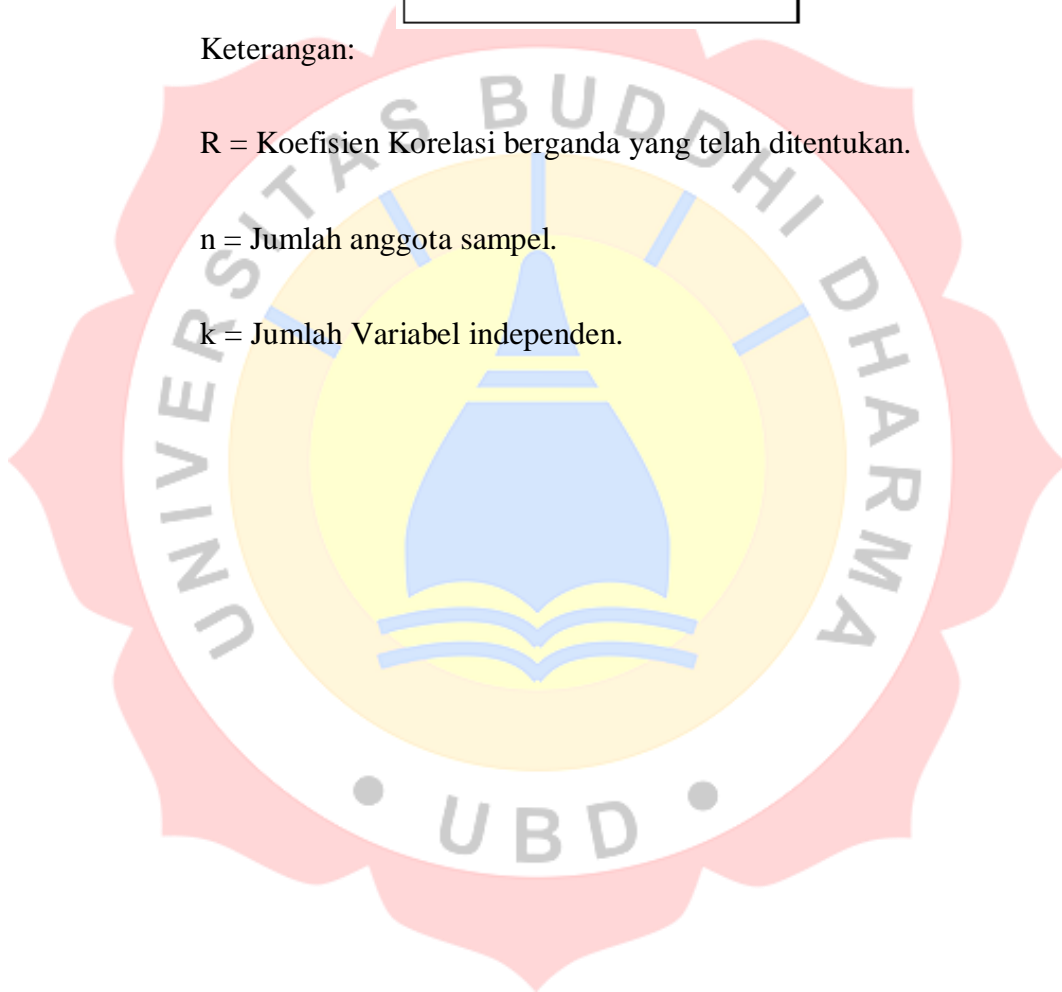 Keterangan:
UNIVERSITAS BUDDHI DHARMA
R = Koefisien Korelasi berganda yang telah ditentukan.
n = Jumlah anggota sampel.
k = Jumlah Variabel independen.
• UBD •